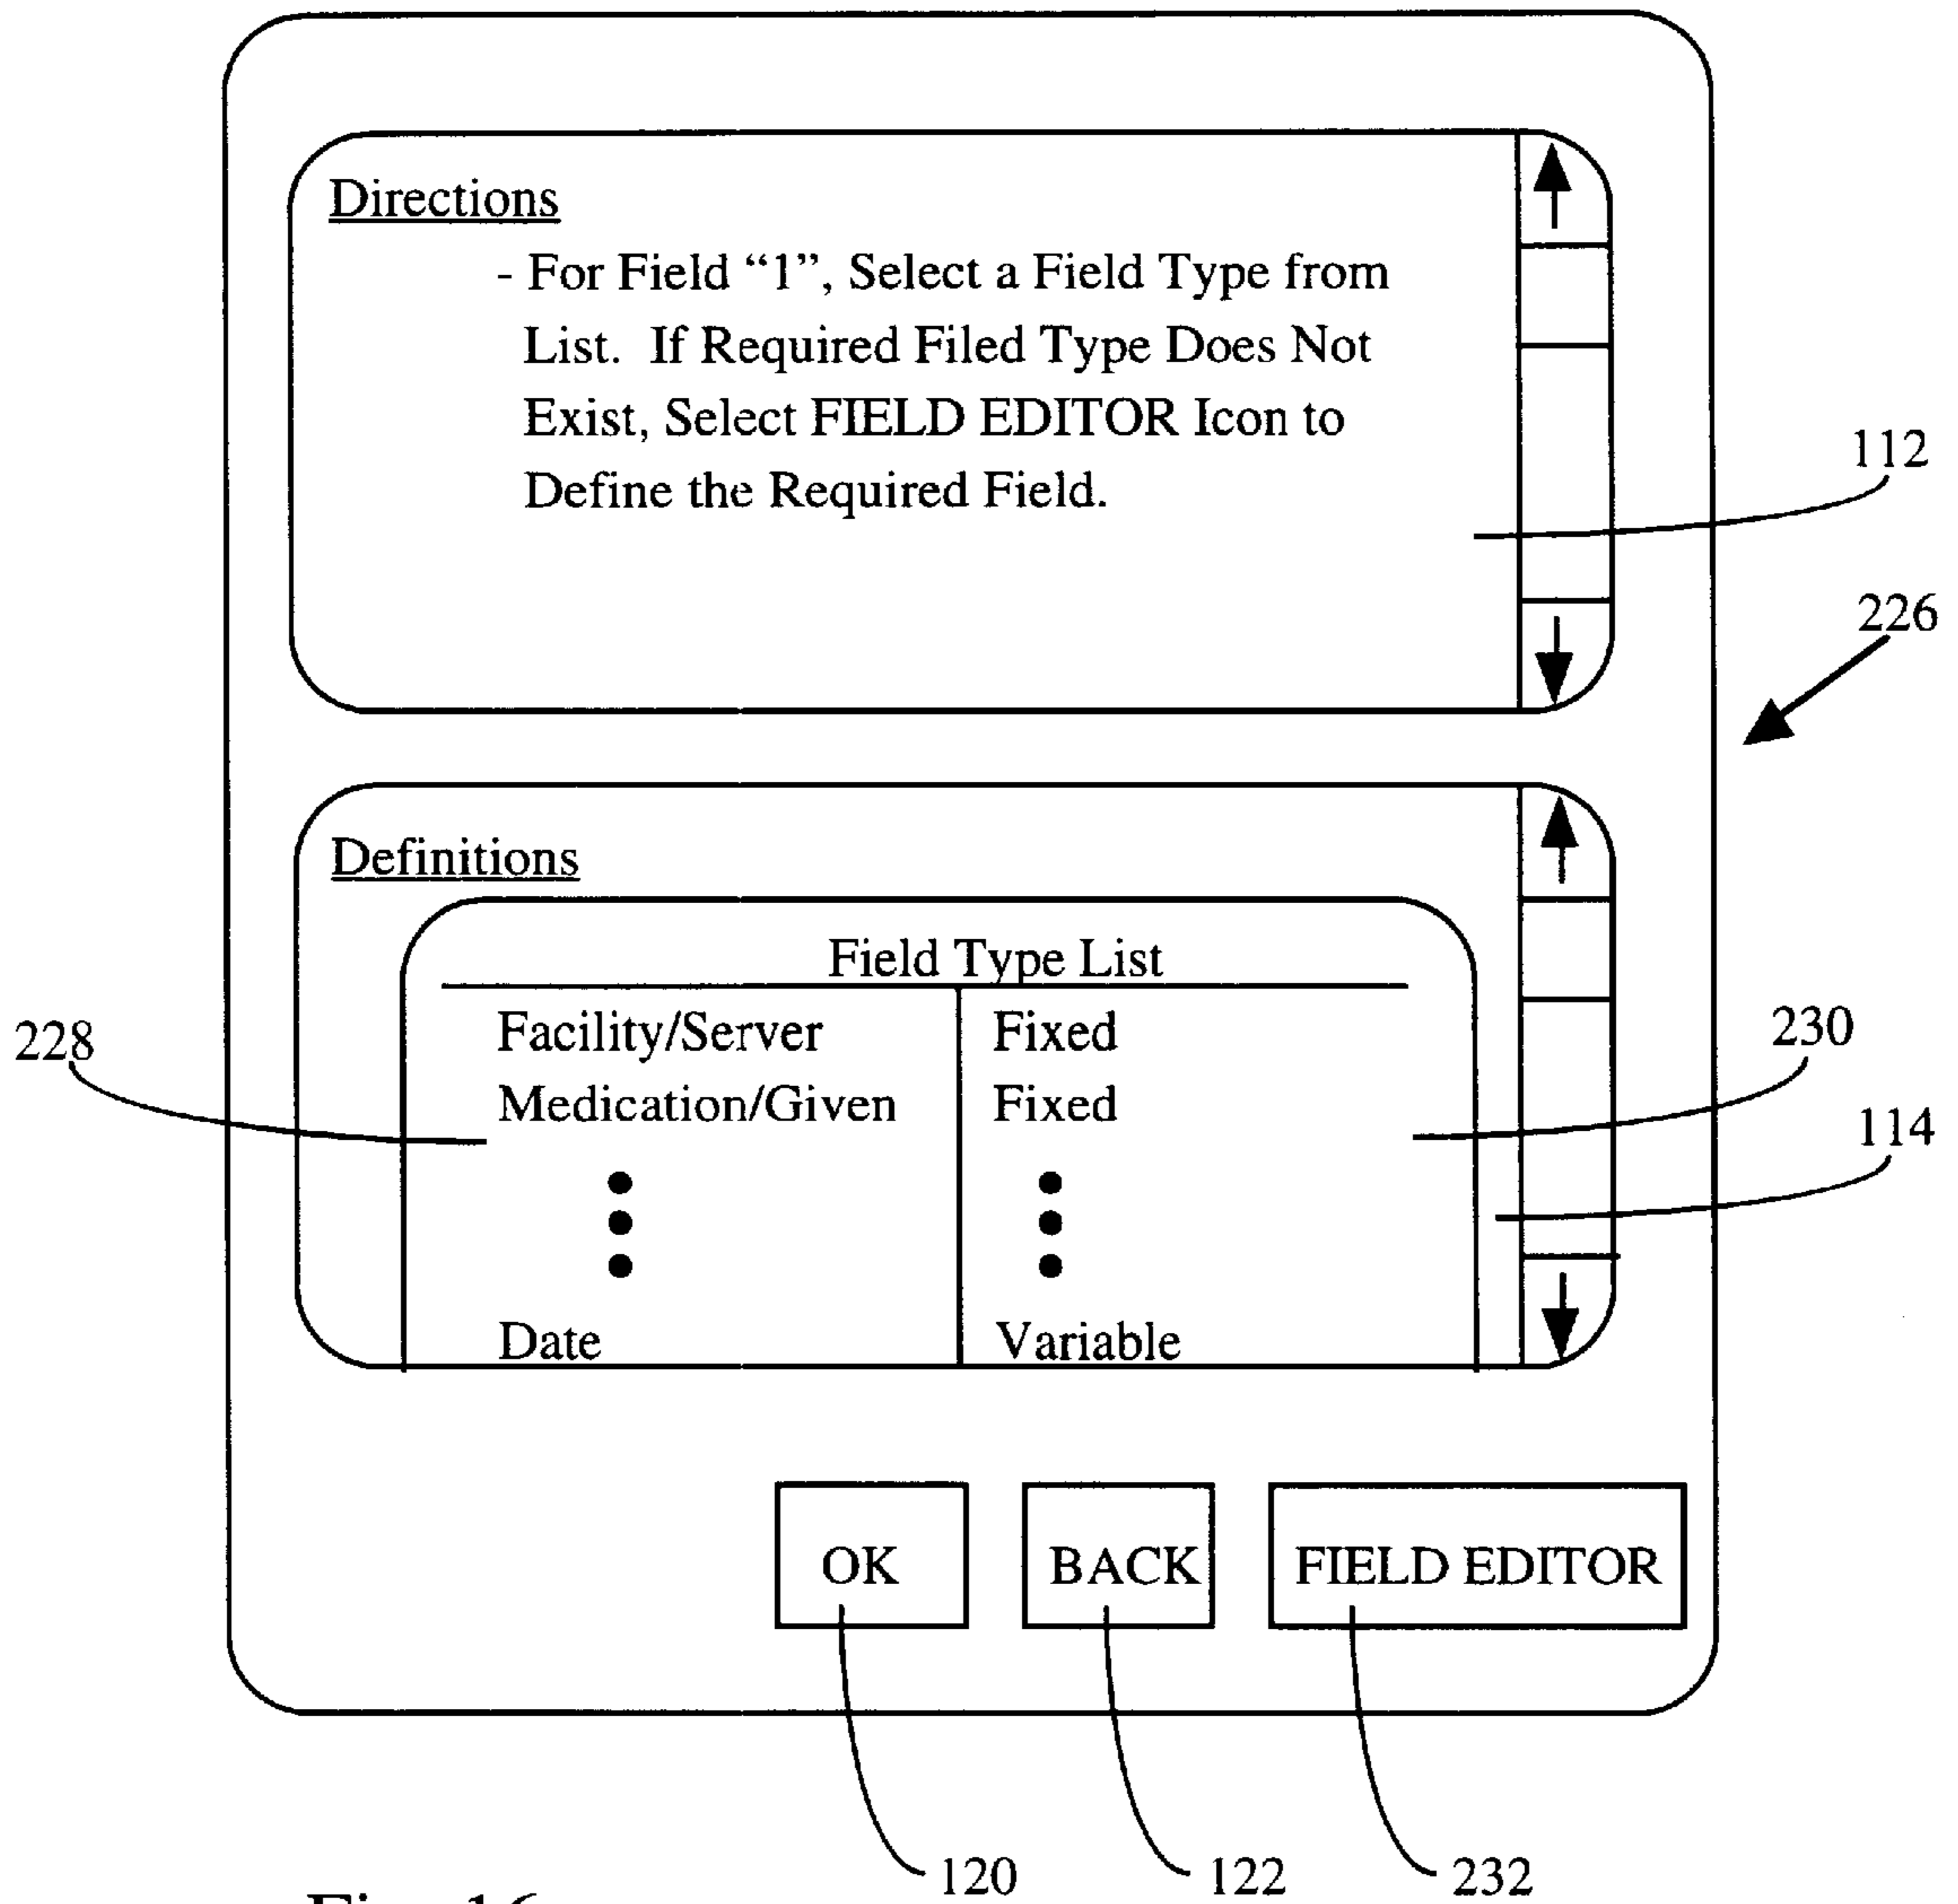 Directions
- For Field “1”, Select a Field Type from
List. If Required Filed Type Does Not
Exist, Select FIELD EDITOR Icon to
Define the Required Field.
112
226
Definitions
Field Type List
Facility/Server Fixed
Medication/Given Fixed
Date Variable
228
230
114
OK
BACK
FIELD EDITOR
120
122
232
Fig. 16